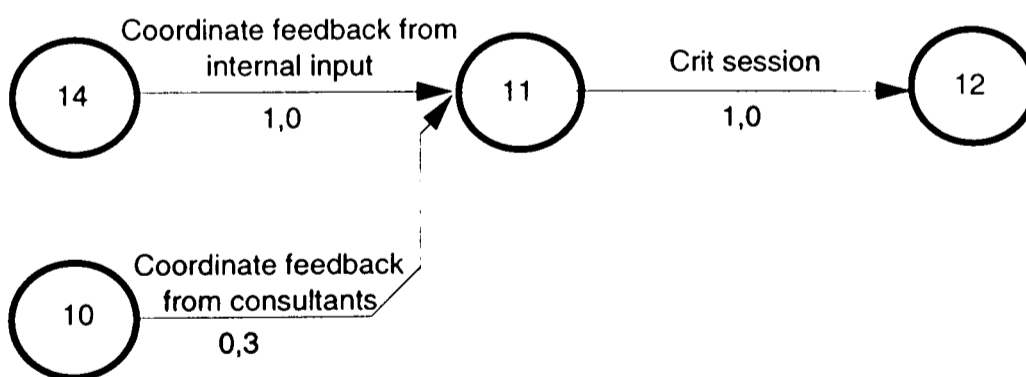 Coordinate feedback from
internal input
14
1,0
11
Crit session
1,0
12
Coordinate feedback
from consultants
10
0,3